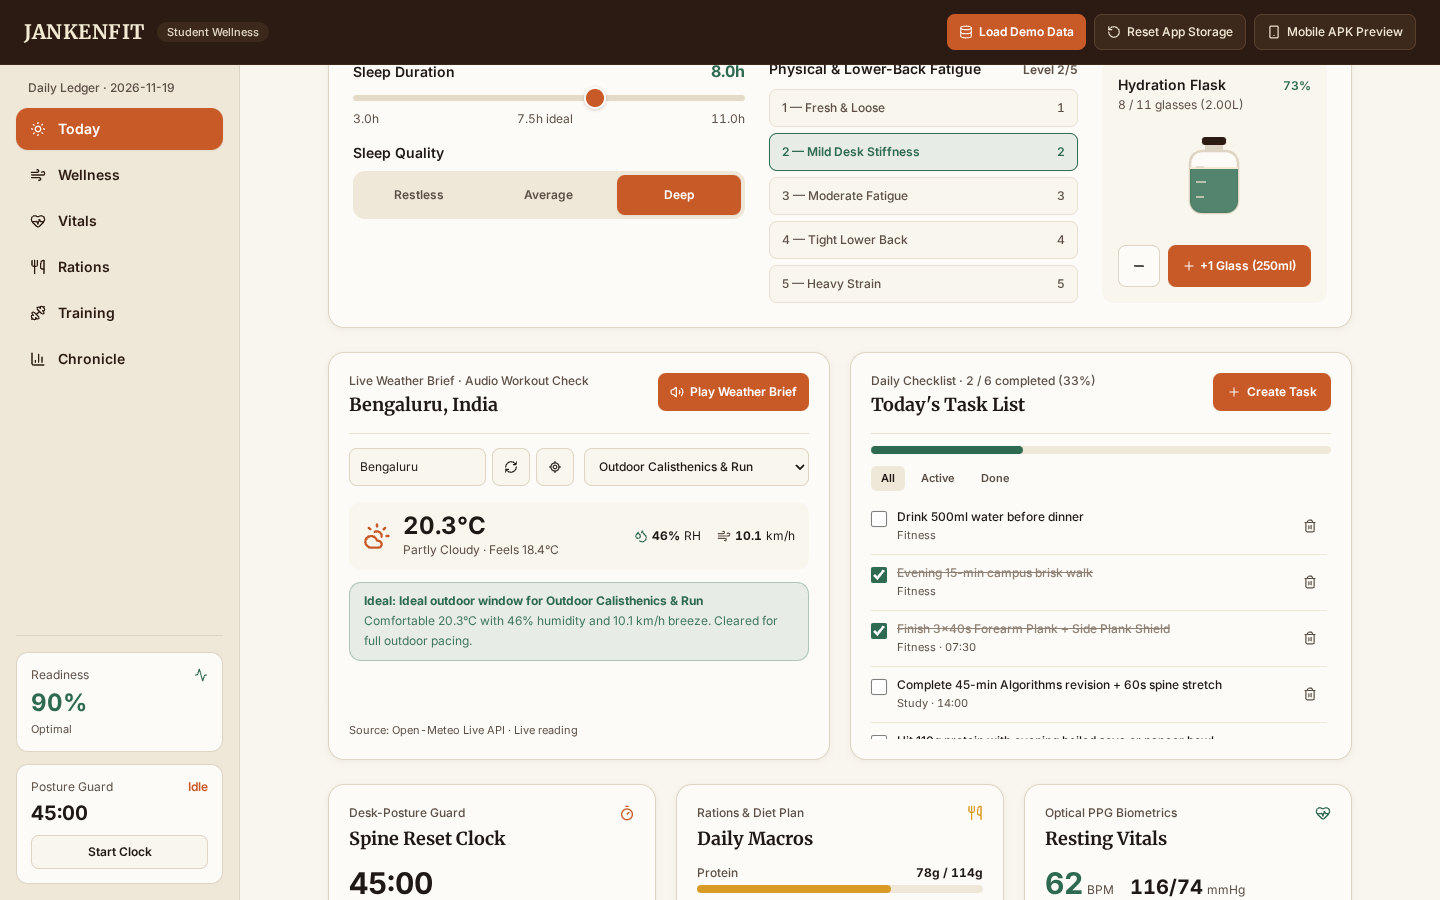 JANKENFIT
Student Wellness
Load Demo Data
Reset App Storage
Mobile APK Preview
Daily Ledger · 2026-11-19
Today
Wellness
Vitals
Rations
Training
Chronicle
Readiness
90%
Optimal
Posture Guard
Idle
45:00
Start Clock
Sleep Duration
8.0h
3.0h
7.5h ideal
11.0h
Sleep Quality
Restless
Average
Deep
Physical & Lower-Back Fatigue
Level 2/5
1 — Fresh & Loose 1
2 — Mild Desk Stiffness 2
3 — Moderate Fatigue 3
4 — Tight Lower Back 4
5 — Heavy Strain 5
Hydration Flask
73%
8 / 11 glasses (2.00L)
+1 Glass (250ml)
Live Weather Brief · Audio Workout Check
Bengaluru, India
Play Weather Brief
Bengaluru
Outdoor Calisthenics & Run
20.3°C
Partly Cloudy · Feels 18.4°C
46% RH
10.1 km/h
Ideal: Ideal outdoor window for Outdoor Calisthenics & Run
Comfortable 20.3°C with 46% humidity and 10.1 km/h breeze. Cleared for
full outdoor pacing.
Source: Open-Meteo Live API · Live reading
Daily Checklist · 2 / 6 completed (33%)
Today's Task List
Create Task
All
Active
Done
Drink 500ml water before dinner
Fitness
Evening 15-min campus brisk walk
Fitness
Finish 3×40s Forearm Plank + Side Plank Shield
Fitness · 07:30
Complete 45-min Algorithms revision + 60s spine stretch
Study · 14:00
Desk-Posture Guard
Spine Reset Clock
45:00
Rations & Diet Plan
Daily Macros
Protein
78g / 114g
Optical PPG Biometrics
Resting Vitals
62 BPM
116/74 mmHg